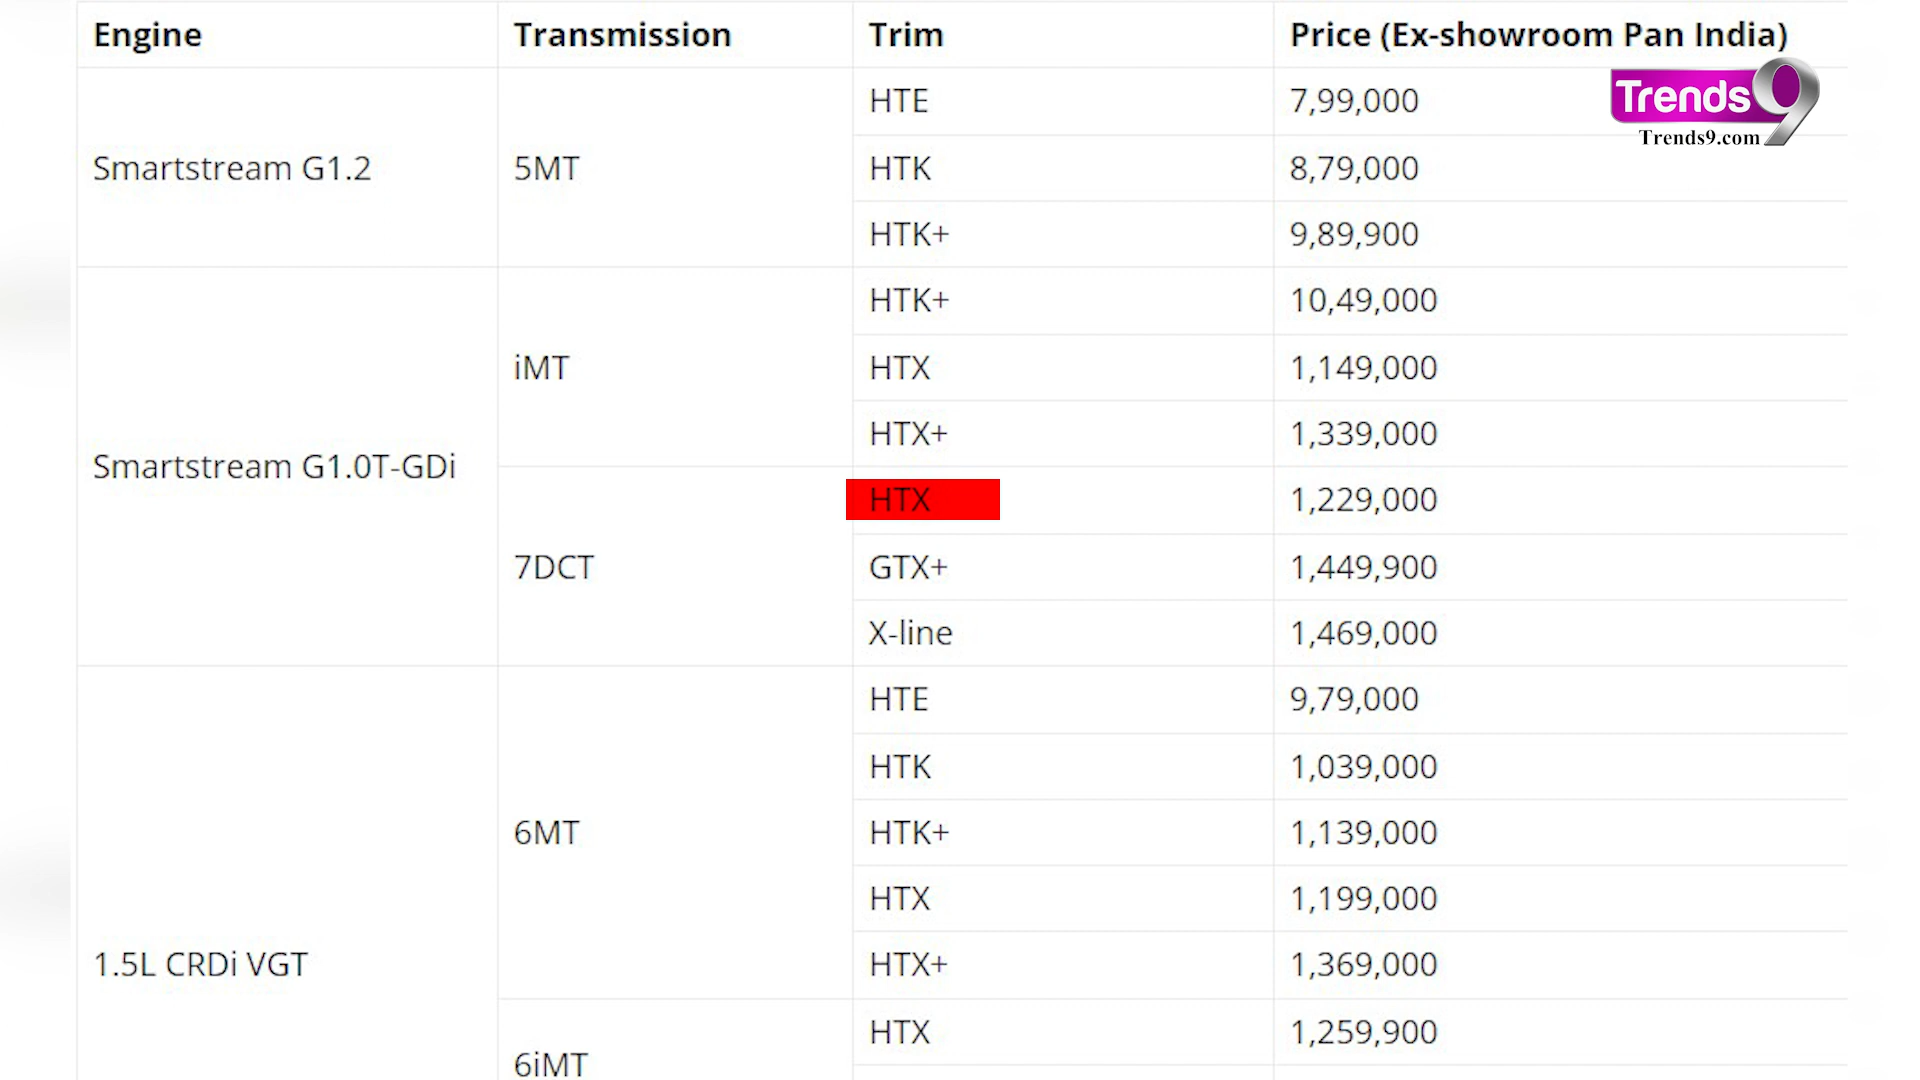 Engine Transmission Trim Price (Ex-showroom Pan India)
Trends9
Trends9.com
HTE 7,99,000
Smartstream G1.2 5MT HTK 8,79,000
HTK+ 9,89,900
HTK+ 10,49,000
iMT HTX 1,149,000
HTX+ 1,339,000
Smartstream G1.0T-GDi
HTX 1,229,000
7DCT GTX+ 1,449,900
X-line 1,469,000
HTE 9,79,000
HTK 1,039,000
6MT HTK+ 1,139,000
HTX 1,199,000
1.5L CRDi VGT HTX+ 1,369,000
HTX 1,259,900
6iMT